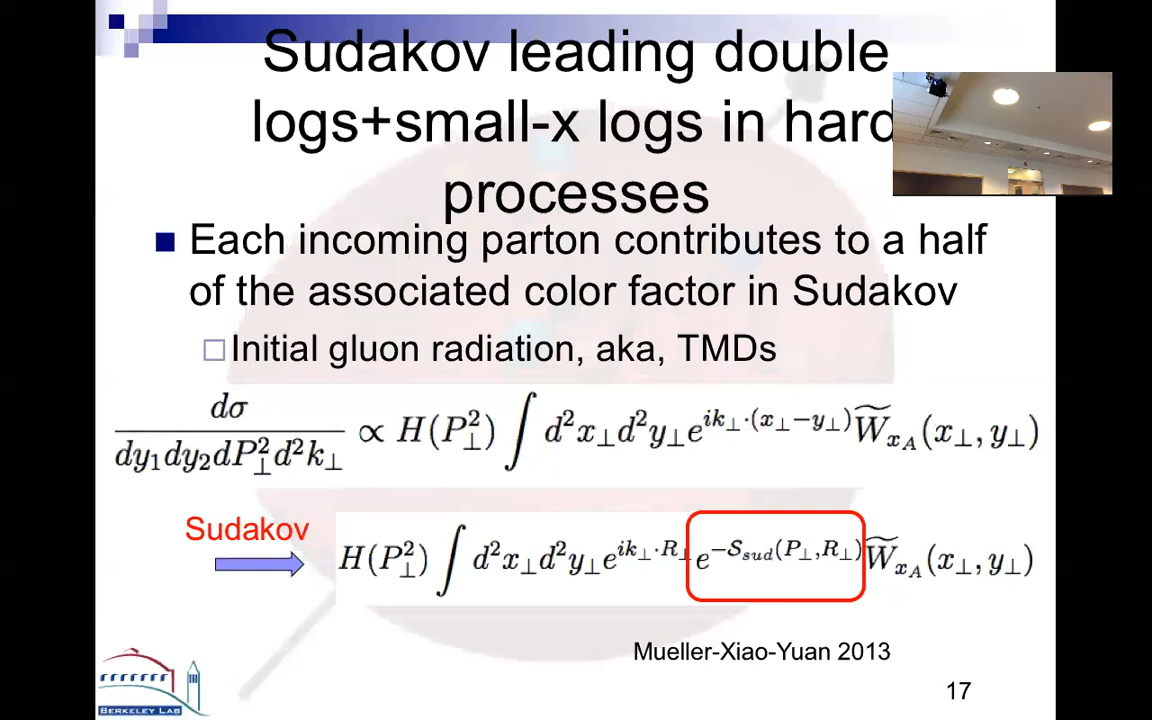 Sudakov leading double
logs+small-x logs in hard
processes
Each incoming parton contributes to a half
of the associated color factor in Sudakov
Initial gluon radiation, aka, TMDs
dσ/dy₁dy₂dP⊥²d²k⊥ ∝ H(P⊥²) ∫ d²x⊥d²y⊥e^{ik⊥·(x⊥−y⊥)} W̃_{x_A}(x⊥, y⊥)
Sudakov
H(P⊥²) ∫ d²x⊥d²y⊥e^{ik⊥·R⊥} e^{−𝒮_{sud}(P⊥,R⊥)} W̃_{x_A}(x⊥, y⊥)
Mueller-Xiao-Yuan 2013
BERKELEY LAB
17